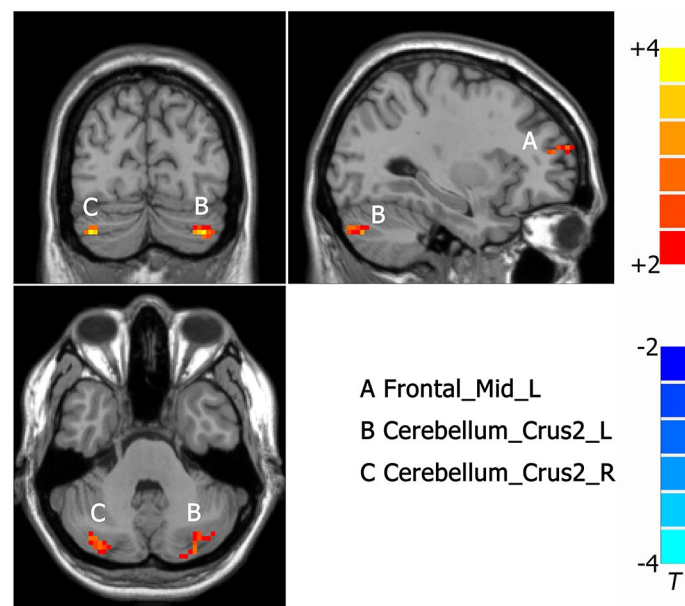 +4
A
C
B
B
+2
-2
A Frontal_Mid_L
B Cerebellum_Crus2_L
C Cerebellum_Crus2_R
C
B
-4
T